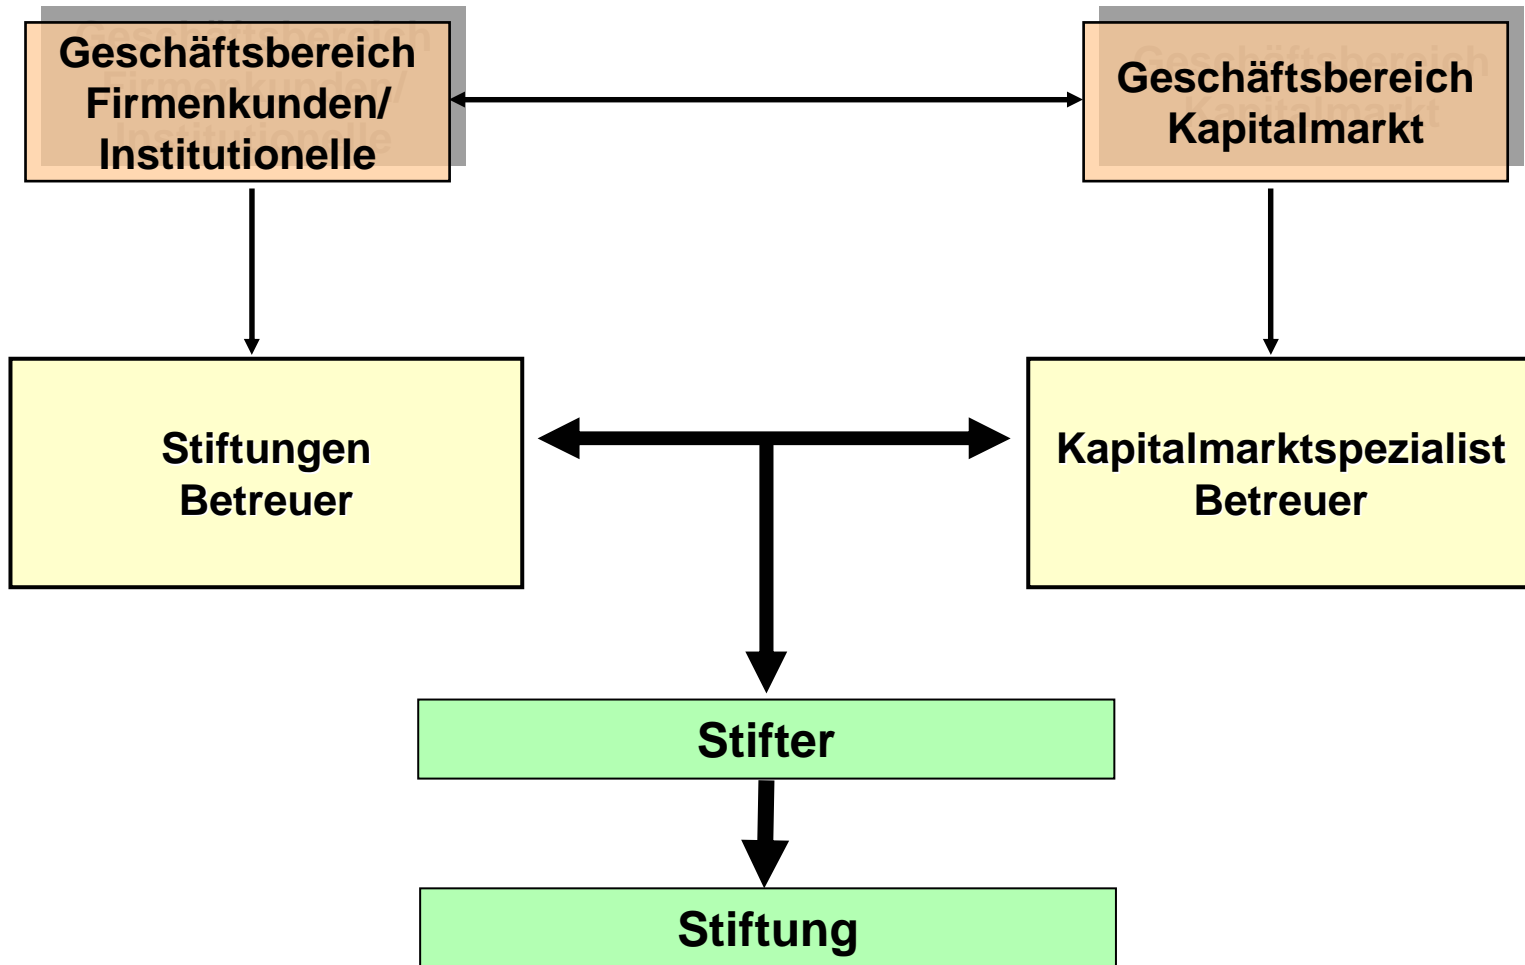 Geschäftsbereich
Firmenkunden/
Institutionelle
Geschäftsbereich
Kapitalmarkt
Stiftungen
Betreuer
Kapitalmarktspezialist
Betreuer
Stifter
Stiftung